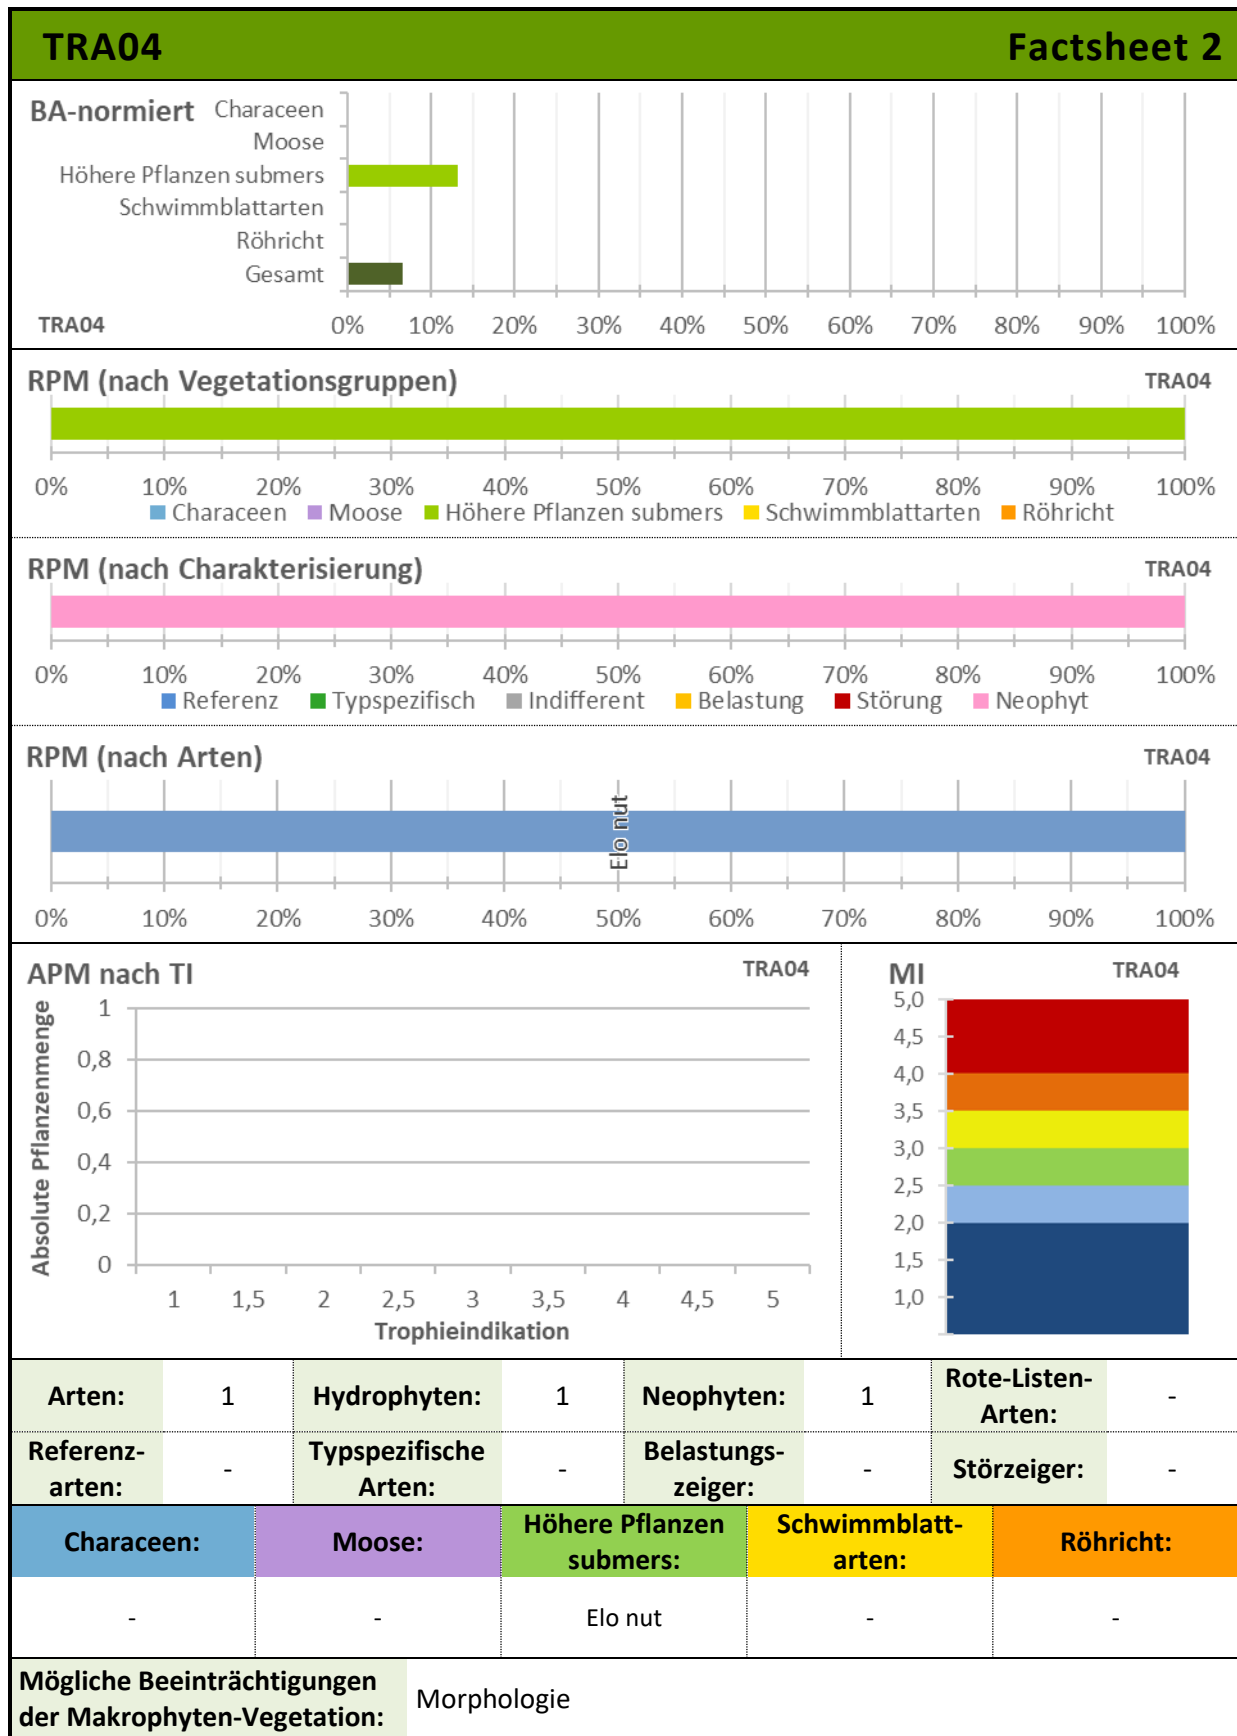 TRA04 Factsheet 2
BA-normiert
Characeen
Moose
Höhere Pflanzen submers
Schwimmblattarten
Röhricht
Gesamt
TRA04
0% 10% 20% 30% 40% 50% 60% 70% 80% 90% 100%
RPM (nach Vegetationsgruppen) TRA04
0% 10% 20% 30% 40% 50% 60% 70% 80% 90% 100%
Characeen Moose Höhere Pflanzen submers Schwimmblattarten Röhricht
RPM (nach Charakterisierung) TRA04
0% 10% 20% 30% 40% 50% 60% 70% 80% 90% 100%
Referenz Typspezifisch Indifferent Belastung Störung Neophyt
RPM (nach Arten) TRA04
Elo nut
0% 10% 20% 30% 40% 50% 60% 70% 80% 90% 100%
APM nach TI TRA04
Absolute Pflanzenmenge
1
0,8
0,6
0,4
0,2
0
1 1,5 2 2,5 3 3,5 4 4,5 5
Trophieindikation
MI TRA04
5,0
4,5
4,0
3,5
3,0
2,5
2,0
1,5
1,0
Arten: 1 Hydrophyten: 1 Neophyten: 1 Rote-Listen-
Arten: -
Referenz-
arten: -
Typspezifische
Arten: -
Belastungs-
zeiger: -
Störzeiger: -
Characeen:
Moose:
Höhere Pflanzen
submers:
Schwimmblatt-
arten:
Röhricht:
- - Elo nut - -
Mögliche Beeinträchtigungen
der Makrophyten-Vegetation:
Morphologie